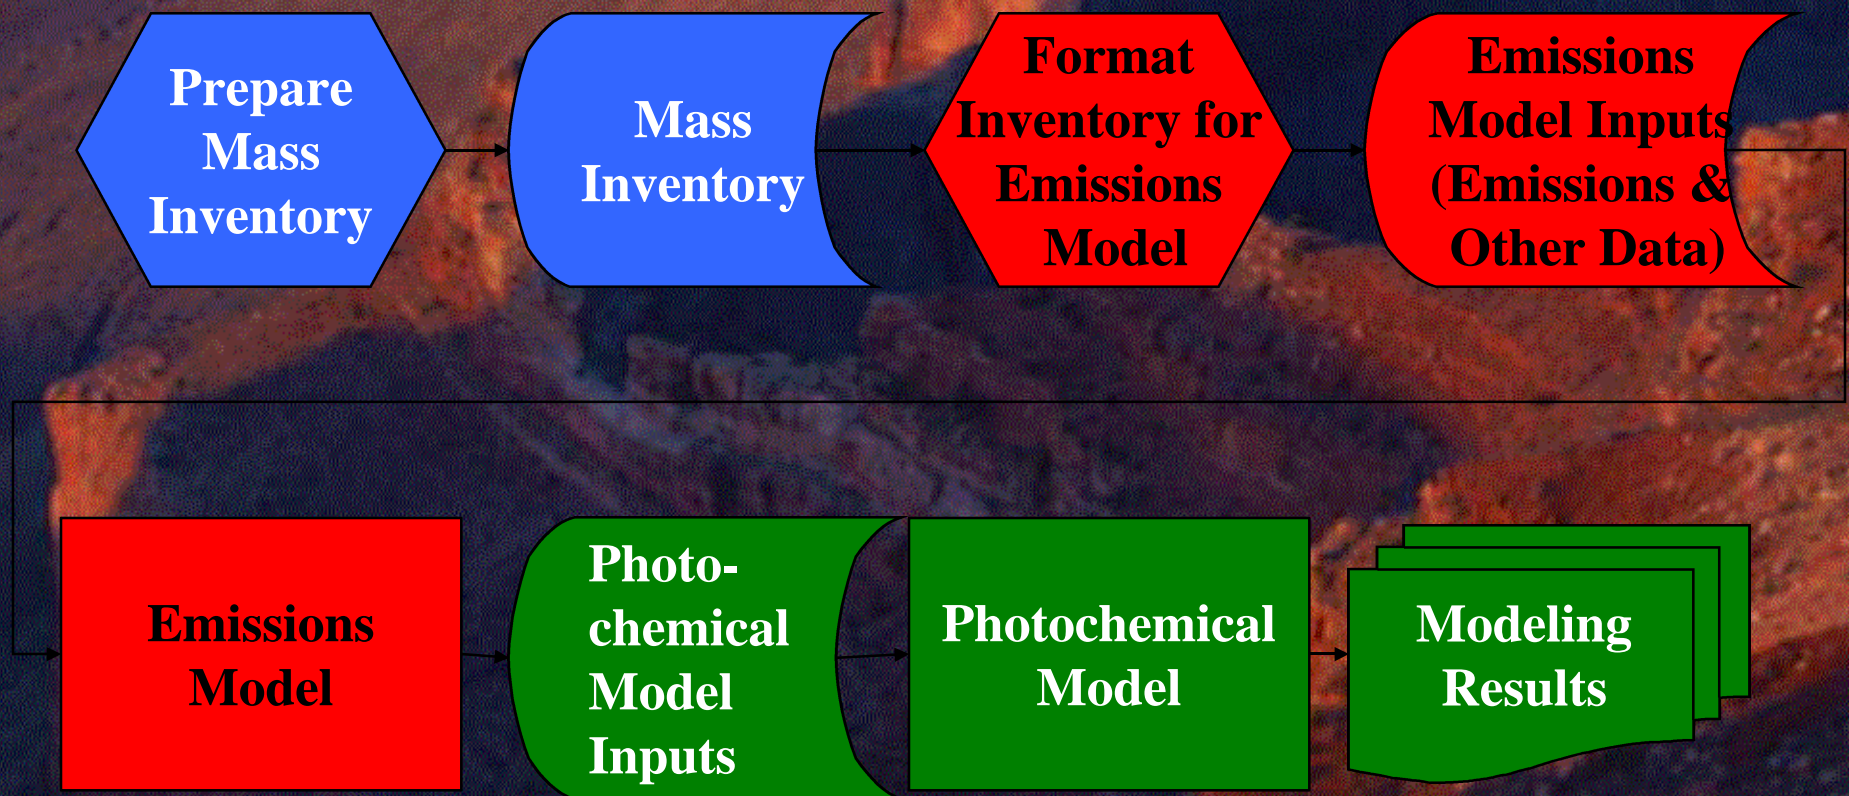 Prepare
Mass
Inventory
Mass
Inventory
Format
Inventory for
Emissions
Model
Emissions
Model Inputs
(Emissions &
Other Data)
Emissions
Model
Photo-
chemical
Model
Inputs
Photochemical
Model
Modeling
Results